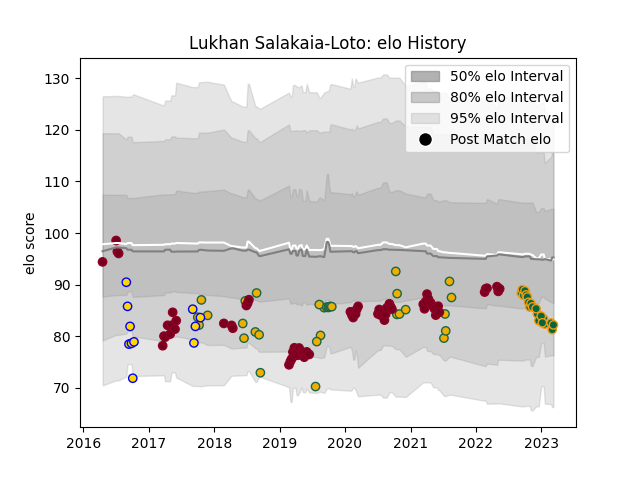 Lukhan Salakaia-Loto: elo History
50% elo Interval
80% elo Interval
95% elo Interval
Post Match elo
elo score
130
120
110
100
90
80
70
2016 2017 2018 2019 2020 2021 2022 2023